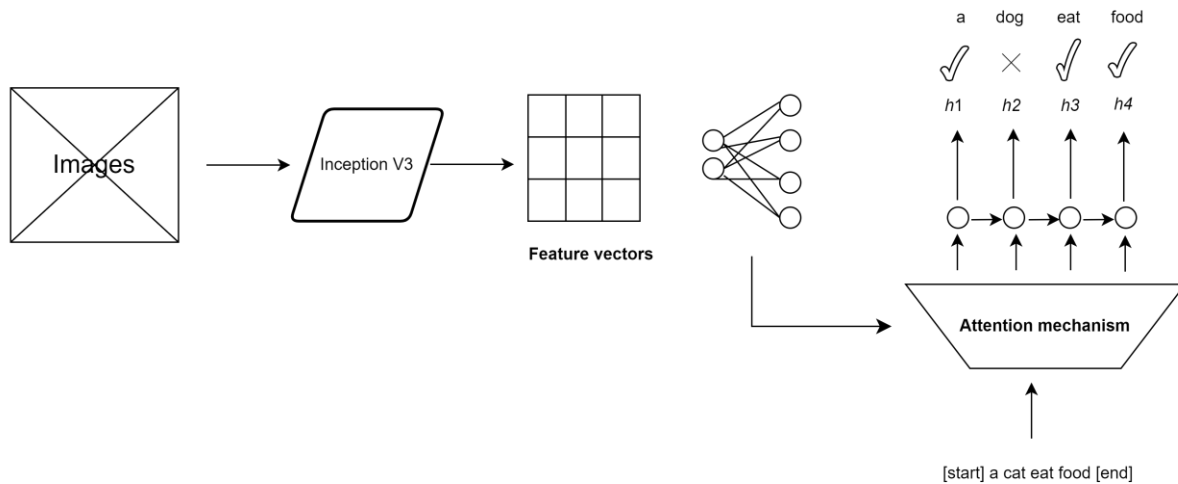 a dog eat food
h1 h2 h3 h4
Images
Inception V3
Feature vectors
Attention mechanism
[start] a cat eat food [end]